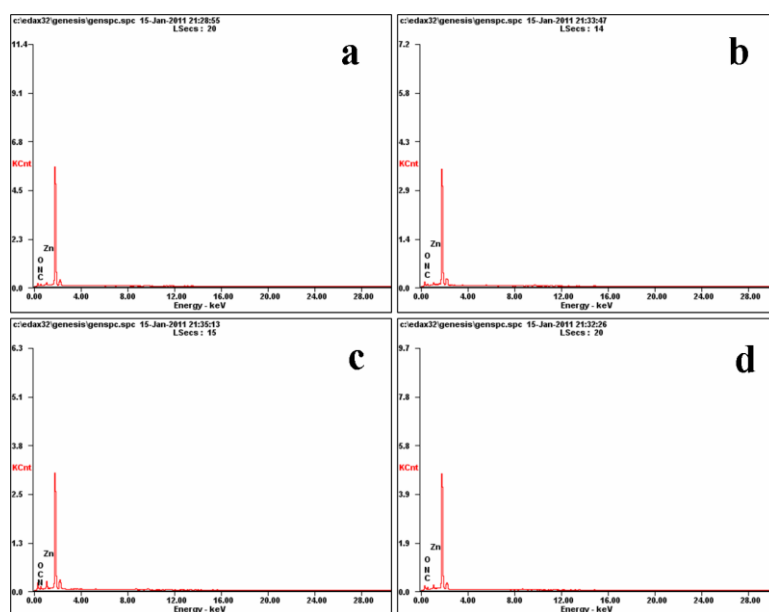 c:\edax32\genesis\genspc.spc 15-Jan-2011 21:28:55
LSecs : 20
a
11.4
9.1
6.8
KCnt
4.5
2.3
0.0
Zn
O
N
C
0.00 4.00 8.00 12.00 16.00 20.00 24.00 28.00
Energy - keV
c:\edax32\genesis\genspc.spc 15-Jan-2011 21:33:47
LSecs : 14
b
7.2
5.8
4.3
KCnt
2.9
1.4
0.0
Zn
O
N
C
0.00 4.00 8.00 12.00 16.00 20.00 24.00 28.00
Energy - keV
c:\edax32\genesis\genspc.spc 15-Jan-2011 21:35:13
LSecs : 15
c
6.3
5.1
3.8
KCnt
2.5
1.3
0.0
Zn
O
C
N
0.00 4.00 8.00 12.00 16.00 20.00 24.00 28.00
Energy - keV
c:\edax32\genesis\genspc.spc 15-Jan-2011 21:32:26
LSecs : 20
d
9.7
7.8
5.8
KCnt
3.9
1.9
0.0
Zn
O
N
C
0.00 4.00 8.00 12.00 16.00 20.00 24.00 28.00
Energy - keV